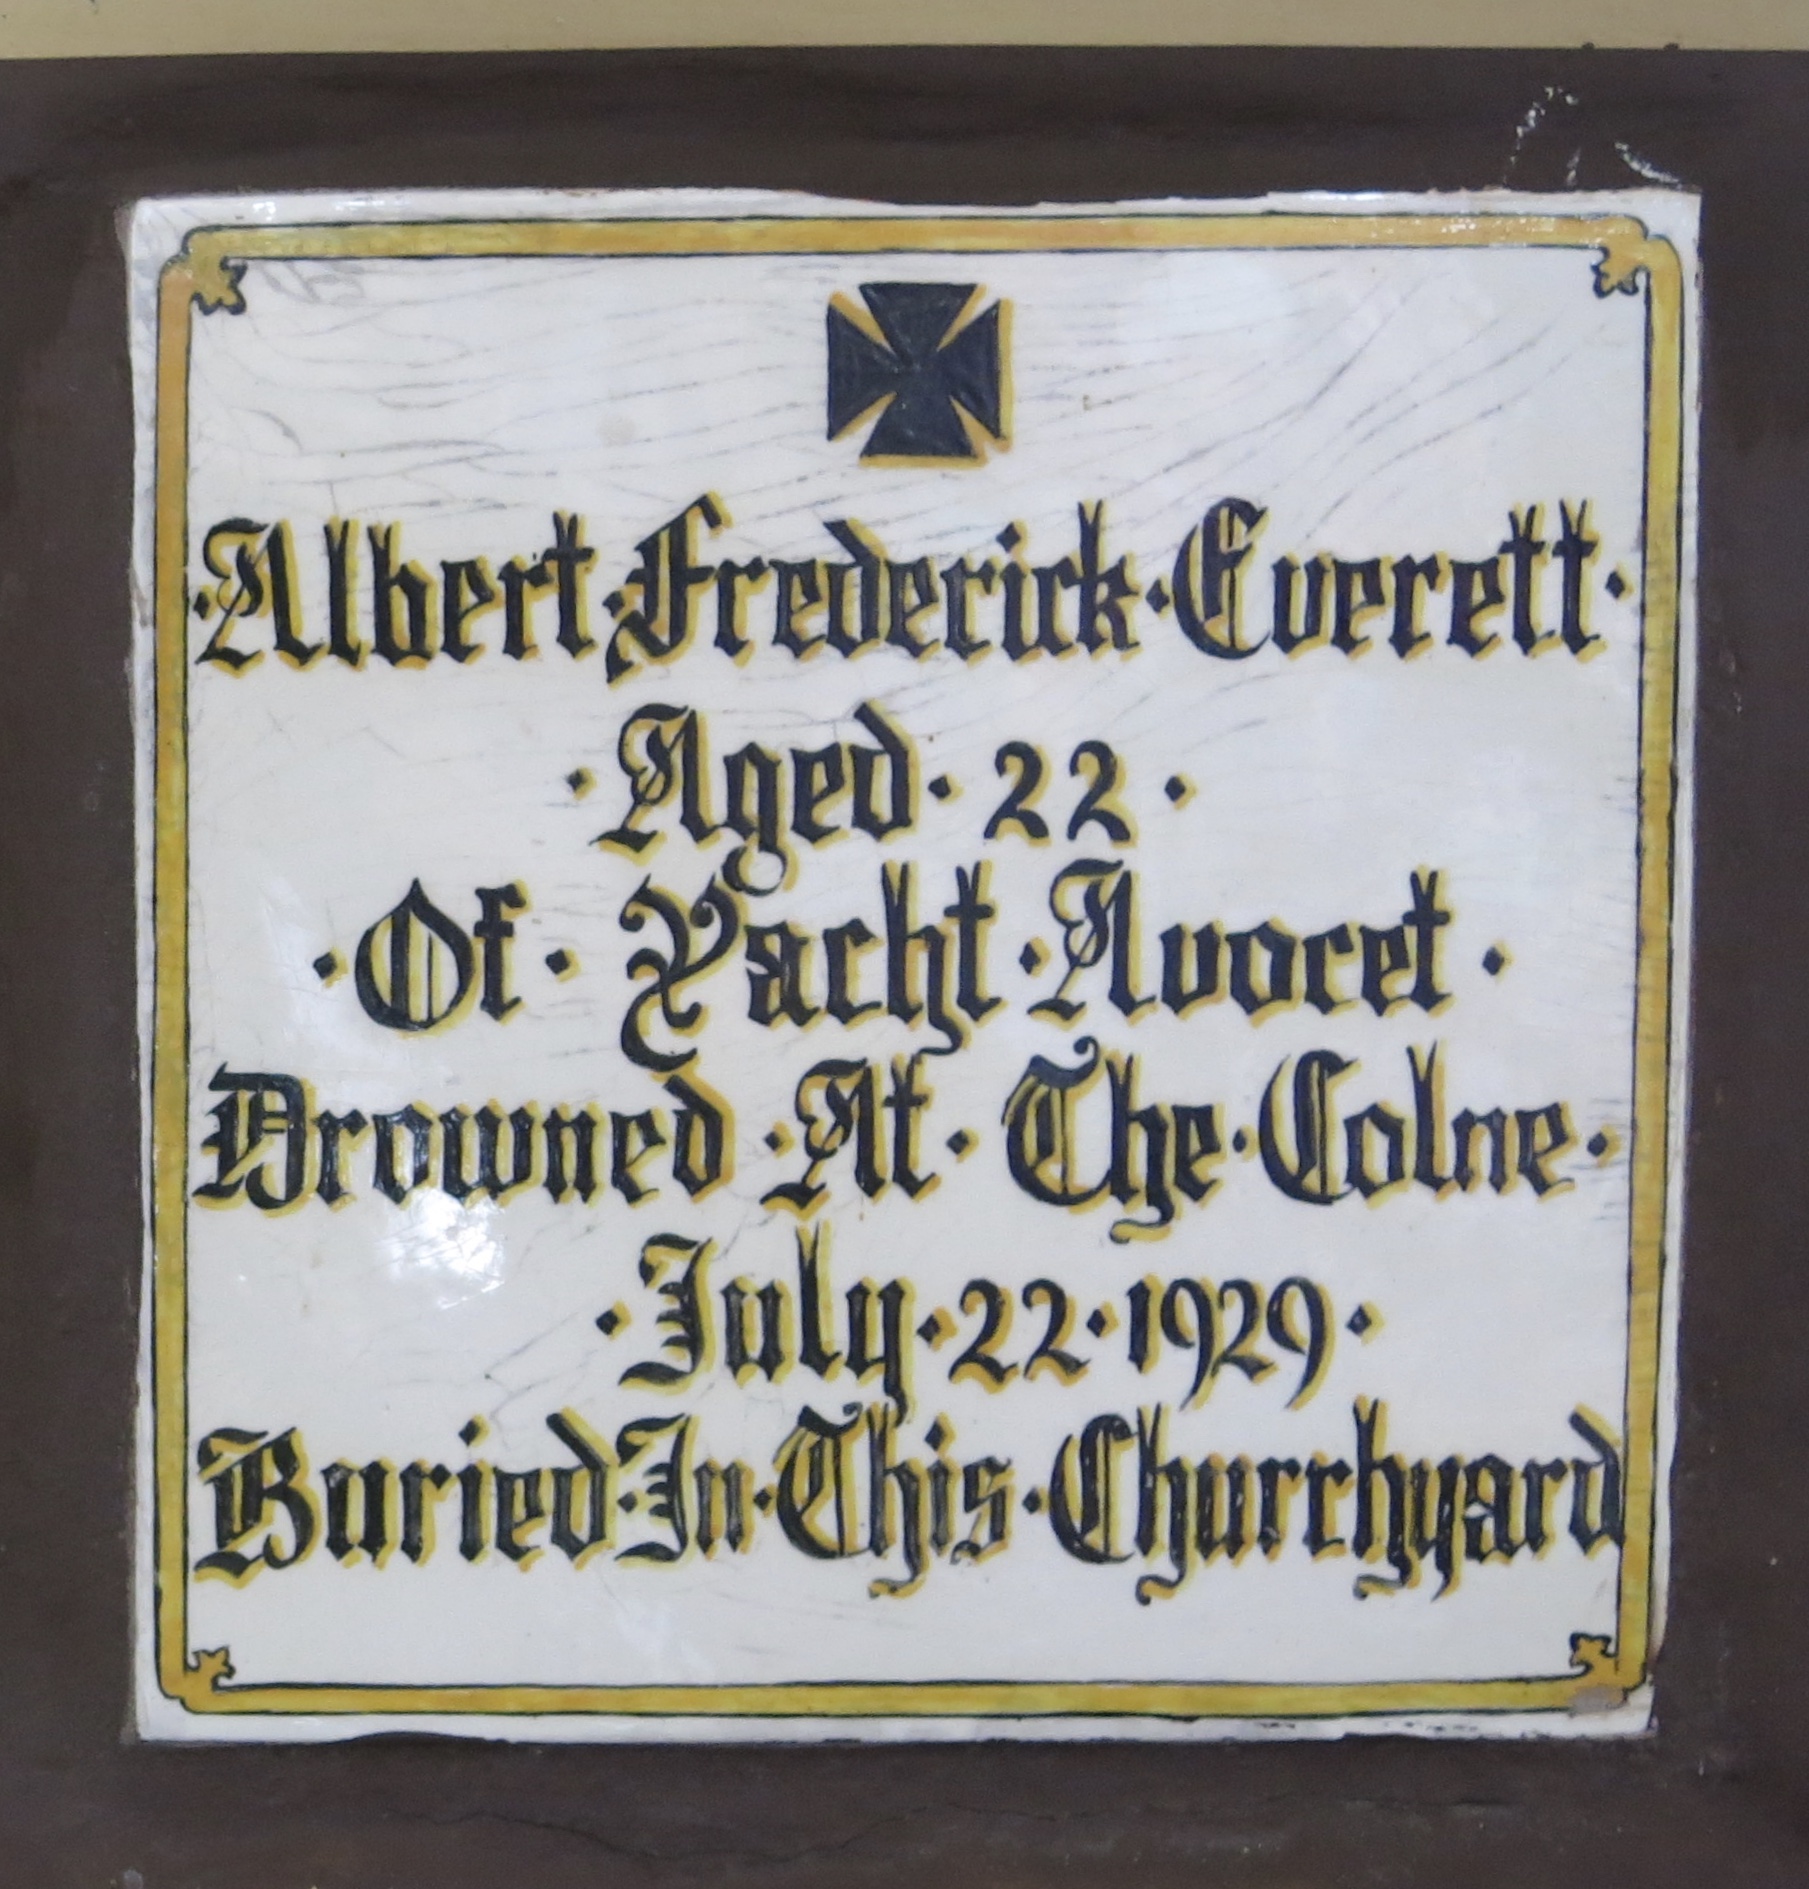 ·Albert·Frederick·Everett·
·Aged· 22 ·
·Of· Yacht·Avocet ·
Drowned ·At· The·Colne·
·July·22·1929·
Buried·In·This·Churchyard